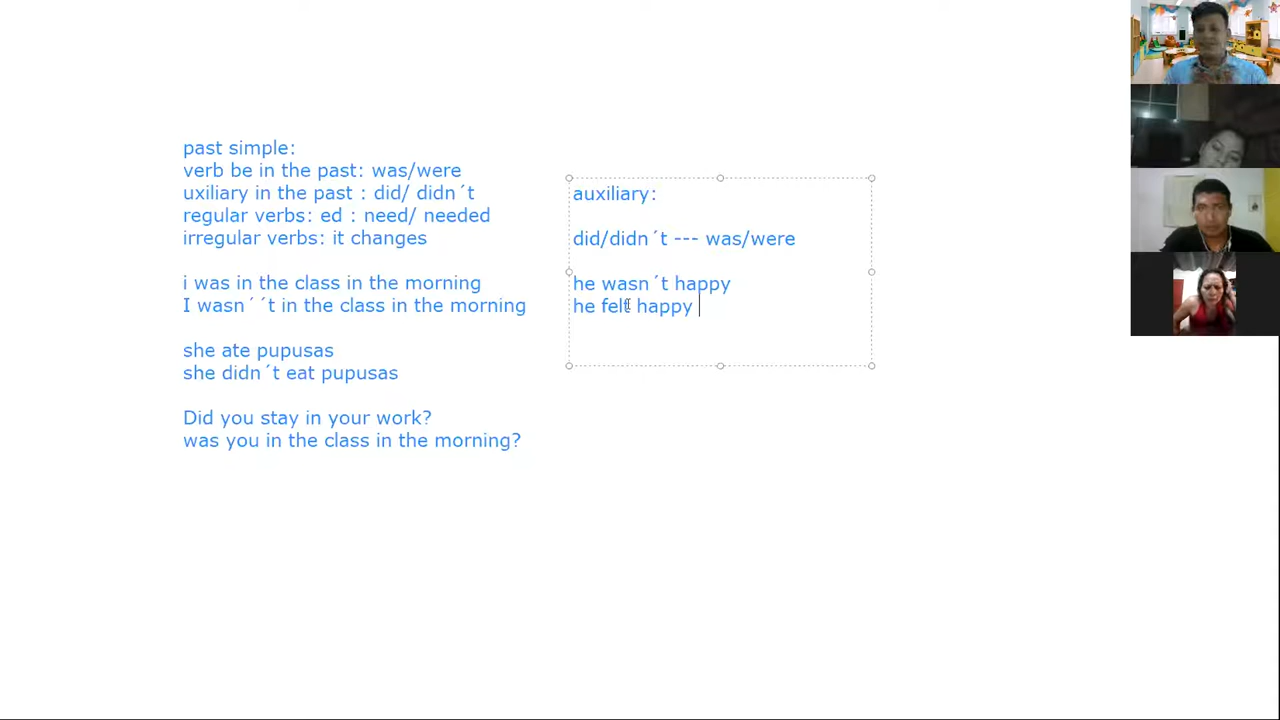 past simple:
verb be in the past: was/were
uxiliary in the past : did/ didn´t
regular verbs: ed : need/ needed
irregular verbs: it changes
i was in the class in the morning
I wasn´ ´t in the class in the morning
she ate pupusas
she didn´t eat pupusas
Did you stay in your work?
was you in the class in the morning?
auxiliary:
did/didn´t --- was/were
he wasn´t happy
he felt happy